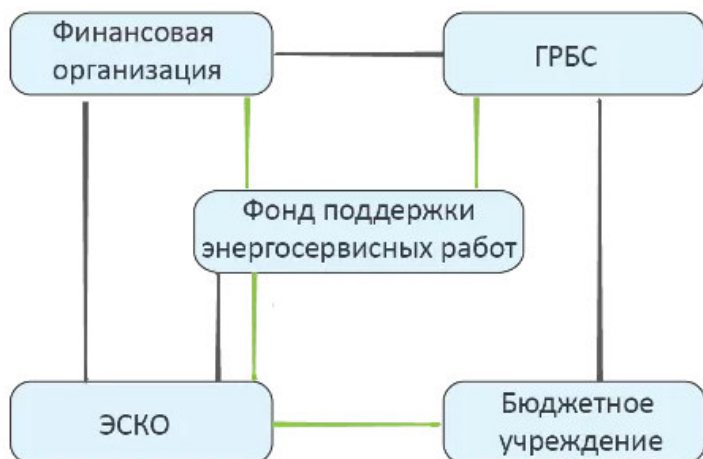 Финансовая
организация
ГРБС
Фонд поддержки
энергосервисных работ
ЭСКО
Бюджетное
учреждение